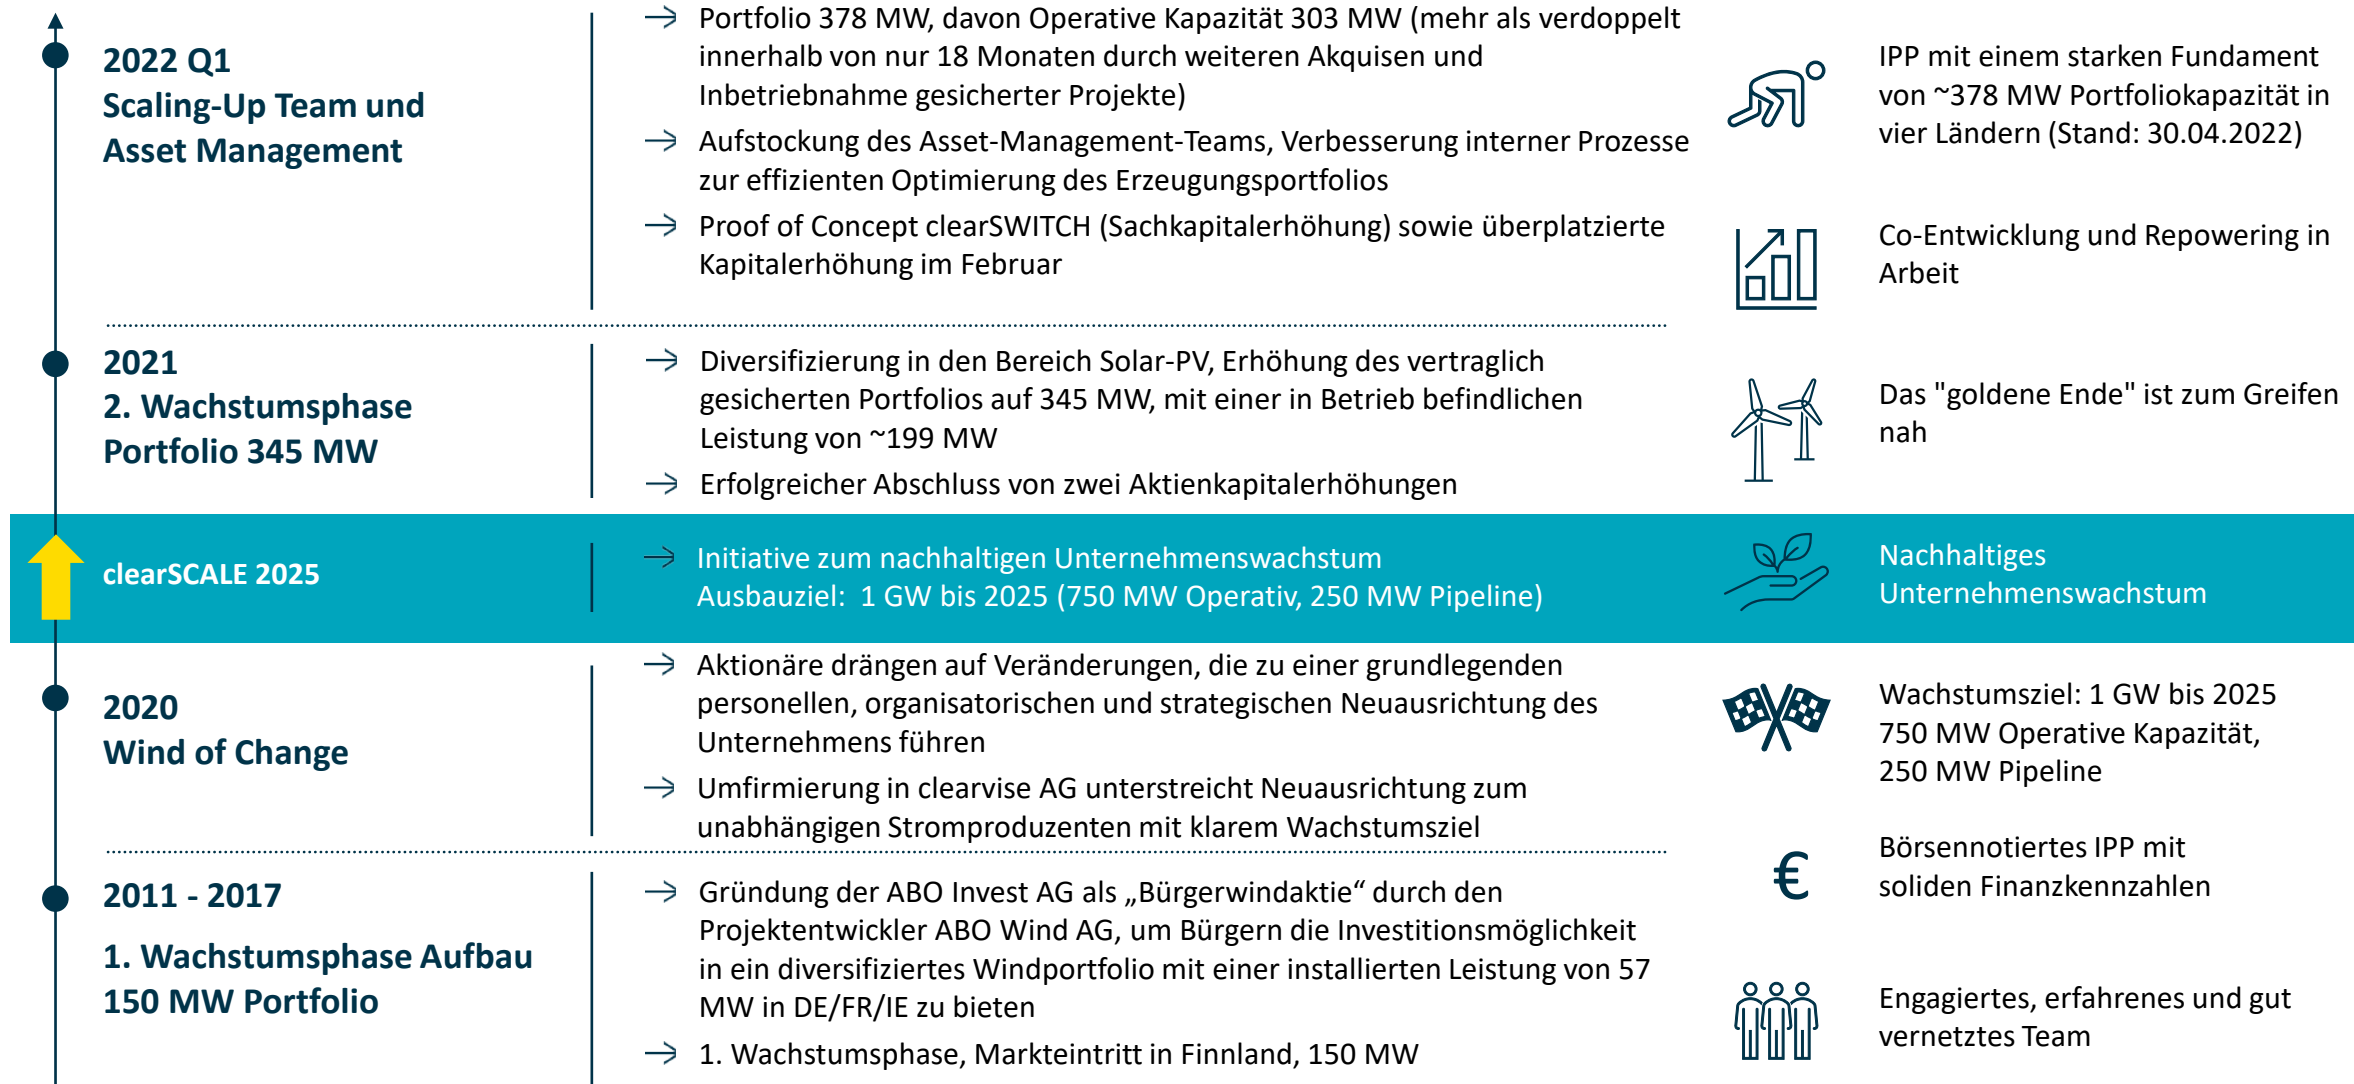 2022 Q1
Scaling-Up Team und
Asset Management
Portfolio 378 MW, davon Operative Kapazität 303 MW (mehr als verdoppelt
innerhalb von nur 18 Monaten durch weiteren Akquisen und
Inbetriebnahme gesicherter Projekte)
Aufstockung des Asset-Management-Teams, Verbesserung interner Prozesse
zur effizienten Optimierung des Erzeugungsportfolios
Proof of Concept clearSWITCH (Sachkapitalerhöhung) sowie überplatzierte
Kapitalerhöhung im Februar
IPP mit einem starken Fundament
von ~378 MW Portfoliokapazität in
vier Ländern (Stand: 30.04.2022)
Co-Entwicklung und Repowering in
Arbeit
2021
2. Wachstumsphase
Portfolio 345 MW
Diversifizierung in den Bereich Solar-PV, Erhöhung des vertraglich
gesicherten Portfolios auf 345 MW, mit einer in Betrieb befindlichen
Leistung von ~199 MW
Erfolgreicher Abschluss von zwei Aktienkapitalerhöhungen
Das "goldene Ende" ist zum Greifen
nah
clearSCALE 2025
Initiative zum nachhaltigen Unternehmenswachstum
Ausbauziel: 1 GW bis 2025 (750 MW Operativ, 250 MW Pipeline)
Nachhaltiges
Unternehmenswachstum
2020
Wind of Change
Aktionäre drängen auf Veränderungen, die zu einer grundlegenden
personellen, organisatorischen und strategischen Neuausrichtung des
Unternehmens führen
Umfirmierung in clearvise AG unterstreicht Neuausrichtung zum
unabhängigen Stromproduzenten mit klarem Wachstumsziel
Wachstumsziel: 1 GW bis 2025
750 MW Operative Kapazität,
250 MW Pipeline
€
Börsennotiertes IPP mit
soliden Finanzkennzahlen
2011 - 2017
1. Wachstumsphase Aufbau
150 MW Portfolio
Gründung der ABO Invest AG als „Bürgerwindaktie“ durch den
Projektentwickler ABO Wind AG, um Bürgern die Investitionsmöglichkeit
in ein diversifiziertes Windportfolio mit einer installierten Leistung von 57
MW in DE/FR/IE zu bieten
1. Wachstumsphase, Markteintritt in Finnland, 150 MW
Engagiertes, erfahrenes und gut
vernetztes Team